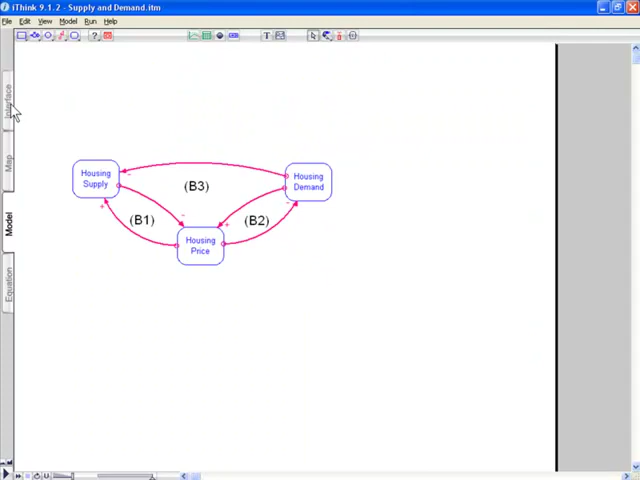 iThink 9.1.2 - Supply and Demand.itm
File Edit View Model Run Help
Interface
Map
Model
Equation
Housing
Supply
Housing
Demand
Housing
Price
(B3)
(B1)
(B2)
-
-
-
+
+
?
T